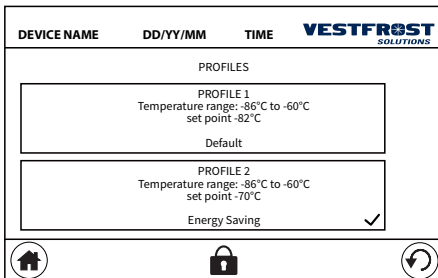 DEVICE NAME DD/YY/MM TIME VESTFROST
SOLUTIONS
PROFILES
PROFILE 1
Temperature range: -86°C to -60°C
set point -82°C
Default
PROFILE 2
Temperature range: -86°C to -60°C
set point -70°C
Energy Saving